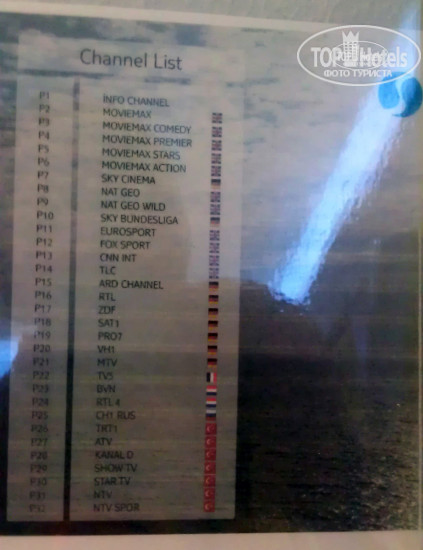 TOP Hotels
ФОТО ТУРИСТА
Channel List
P1 INFO CHANNEL
P2 MOVIEMAX
P3 MOVIEMAX COMEDY
P4 MOVIEMAX PREMIER
P5 MOVIEMAX STARS
P6 MOVIEMAX ACTION
P7 SKY CINEMA
P8 NAT GEO
P9 NAT GEO WILD
P10 SKY BUNDESLIGA
P11 EUROSPORT
P12 FOX SPORT
P13 CNN INT
P14 TLC
P15 ARD CHANNEL
P16 RTL
P17 ZDF
P18 SAT1
P19 PRO7
P20 VH1
P21 MTV
P22 TV5
P23 BVN
P24 RTL 4
P25 CH1 RUS
P26 TRT1
P27 ATV
P28 KANAL D
P29 SHOW TV
P30 STAR TV
P31 NTV
P32 NTV SPOR